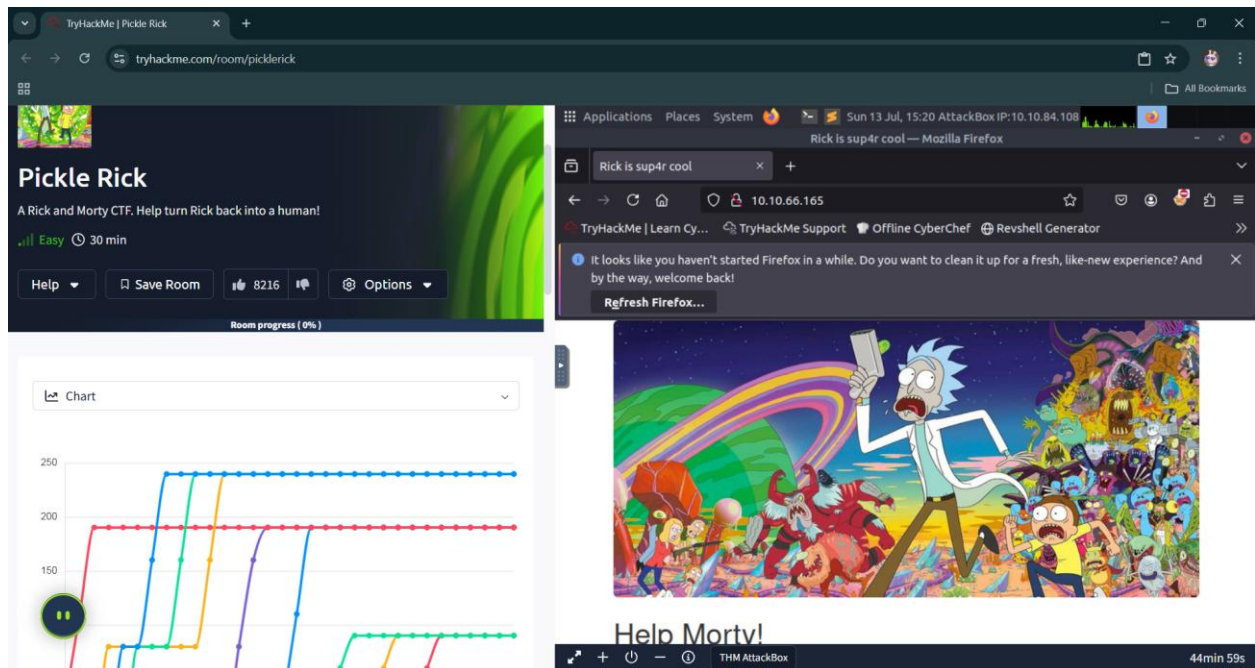 TryHackMe | Pickle Rick
tryhackme.com/room/picklerick
All Bookmarks
Pickle Rick
A Rick and Morty CTF. Help turn Rick back into a human!
Easy 30 min
Help Save Room 8216 Options
Room progress ( 0% )
Chart
250
200
150
Applications Places System Sun 13 Jul, 15:20 AttackBox IP:10.10.84.108
Rick is sup4r cool — Mozilla Firefox
Rick is sup4r cool
10.10.66.165
TryHackMe | Learn Cy... TryHackMe Support Offline CyberChef Revshell Generator
It looks like you haven't started Firefox in a while. Do you want to clean it up for a fresh, like-new experience? And
by the way, welcome back!
Refresh Firefox...
Help Morty!
THM AttackBox 44min 59s